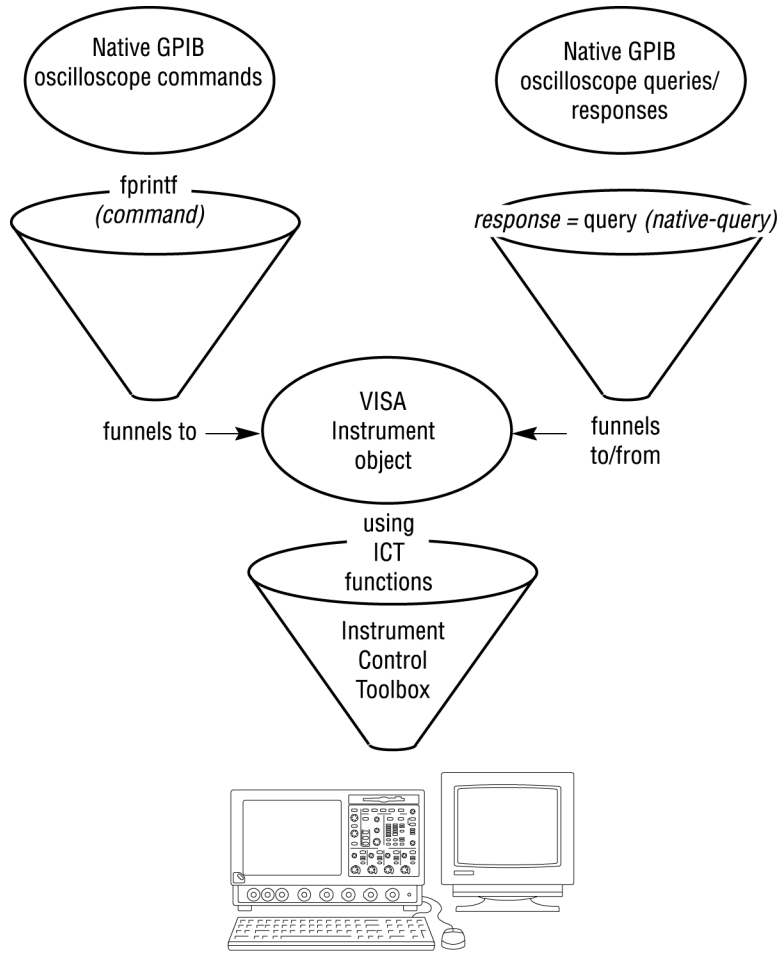 Native GPIB
oscilloscope commands
Native GPIB
oscilloscope queries/
responses
fprintf
(command)
response = query (native-query)
funnels to
VISA
Instrument
object
funnels
to/from
using
ICT
functions
Instrument
Control
Toolbox